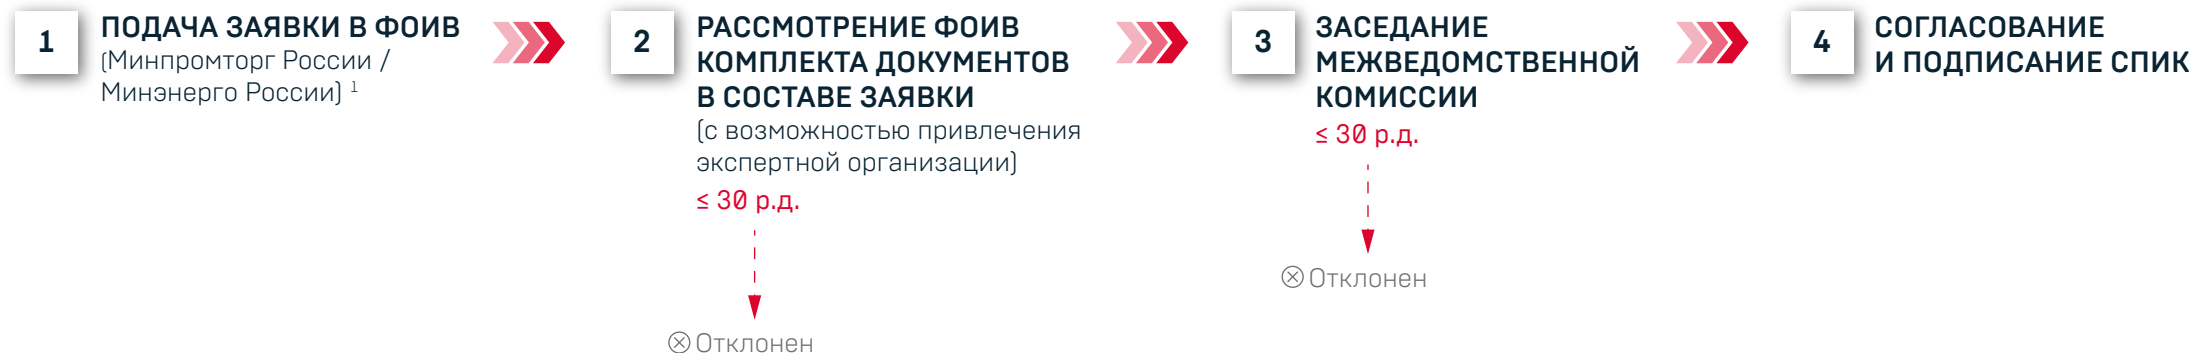 1
ПОДАЧА ЗАЯВКИ В ФОИВ
(Минпромторг России /
Минэнерго России) 1
2
РАССМОТРЕНИЕ ФОИВ
КОМПЛЕКТА ДОКУМЕНТОВ
В СОСТАВЕ ЗАЯВКИ
(с возможностью привлечения
экспертной организации)
≤ 30 р.д.
Отклонен
3
ЗАСЕДАНИЕ
МЕЖВЕДОМСТВЕННОЙ
КОМИССИИ
≤ 30 р.д.
Отклонен
4
СОГЛАСОВАНИЕ
И ПОДПИСАНИЕ СПИК